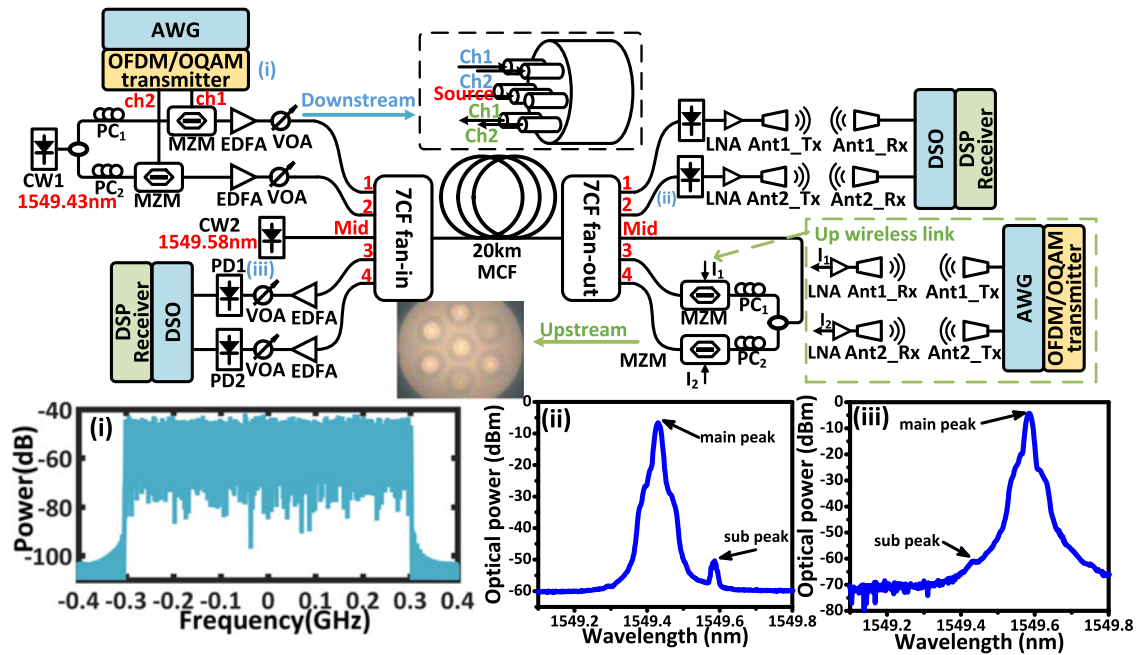 AWG
OFDM/OQAM
transmitter
(i)
ch2
ch1
PC1
MZM
EDFA
VOA
CW1
1549.43nm
PC2
MZM
EDFA
VOA
Downstream
Ch1
Ch2
Source
Ch1
Ch2
CW2
1549.58nm
1
2
Mid
3
4
7CF fan-in
20km
MCF
7CF fan-out
1
2
Mid
3
4
LNA Ant1_Tx
Ant1_Rx
(ii)
LNA Ant2_Tx
Ant2_Rx
DSO
DSP
Receiver
PD1
(iii)
VOA
EDFA
PD2
VOA
EDFA
DSP
Receiver
DSO
Upstream
Up wireless link
I1
MZM
PC1
MZM
PC2
I2
I1
LNA Ant1_Rx
Ant1_Tx
I2
LNA Ant2_Rx
Ant2_Tx
AWG
OFDM/OQAM
transmitter
(i)
Power(dB)
-40
-60
-80
-100
-0.4 -0.3 -0.2 -0.1 0 0.1 0.2 0.3 0.4
Frequency(GHz)
(ii)
main peak
sub peak
Optical power (dBm)
0
-10
-20
-30
-40
-50
-60
1549.2 1549.4 1549.6 1549.8
Wavelength (nm)
(iii)
main peak
sub peak
Optical power (dBm)
0
-10
-20
-30
-40
-50
-60
-70
-80
1549.2 1549.4 1549.6 1549.8
Wavelength (nm)